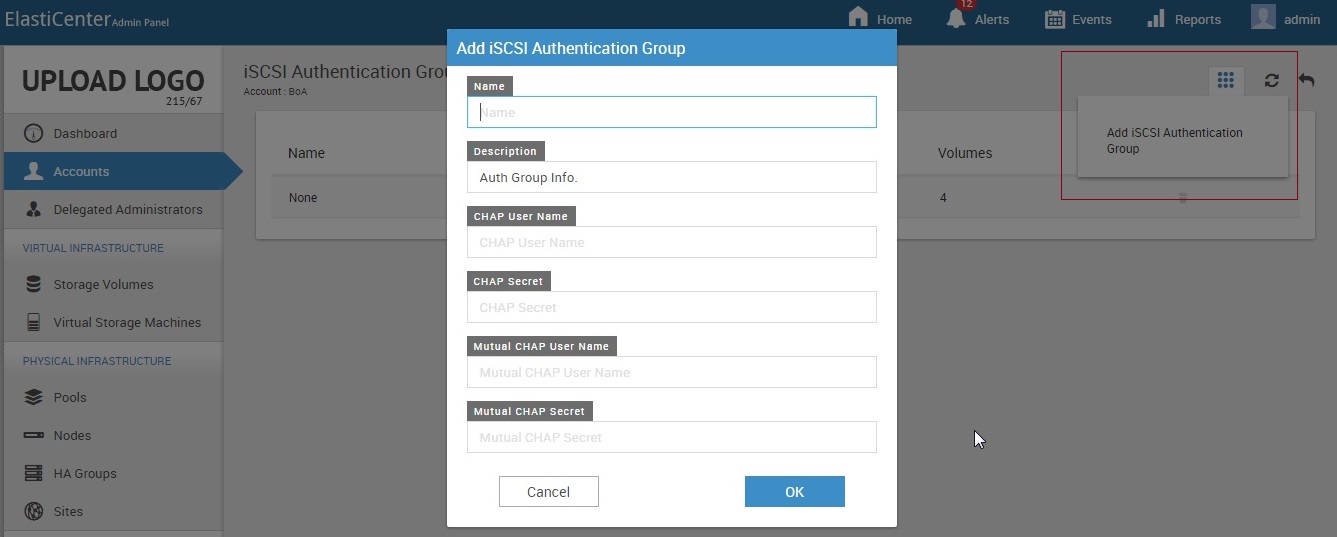 ElastiCenter Admin Panel
Home
12
Alerts
Events
Reports
admin
UPLOAD LOGO
215/67
Dashboard
Accounts
Delegated Administrators
VIRTUAL INFRASTRUCTURE
Storage Volumes
Virtual Storage Machines
PHYSICAL INFRASTRUCTURE
Pools
Nodes
HA Groups
Sites
iSCSI Authentication Grou
Account : BoA
Name
None
Volumes
4
Add iSCSI Authentication
Group
Add iSCSI Authentication Group
Name
Name
Description
Auth Group Info.
CHAP User Name
CHAP User Name
CHAP Secret
CHAP Secret
Mutual CHAP User Name
Mutual CHAP User Name
Mutual CHAP Secret
Mutual CHAP Secret
Cancel
OK